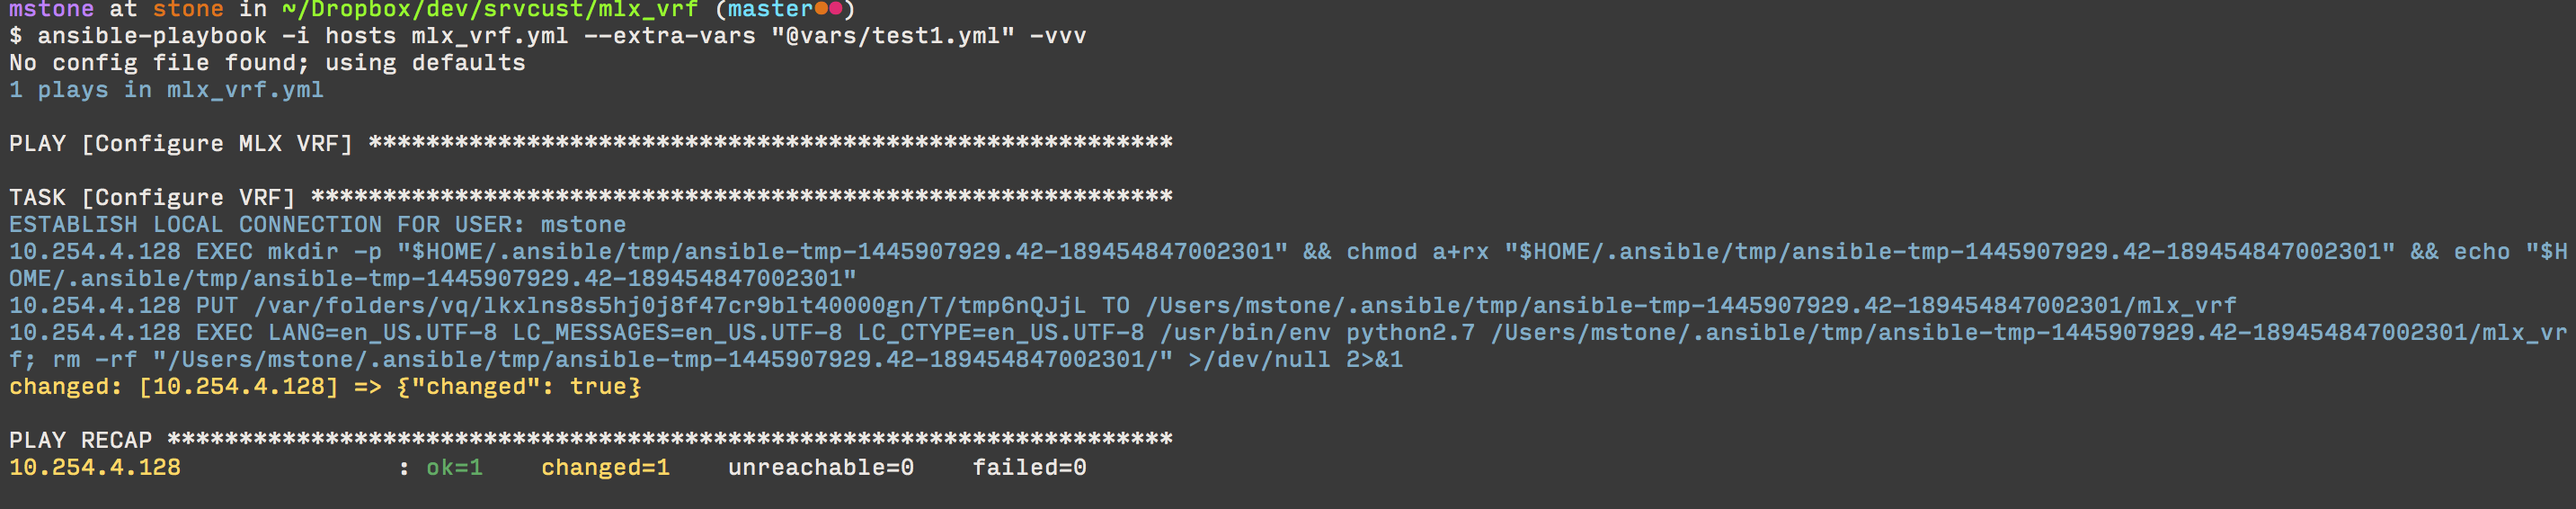 mstone at stone in ~/Dropbox/dev/srvcust/mlx_vrf (master●●)
$ ansible-playbook -i hosts mlx_vrf.yml --extra-vars "@vars/test1.yml" -vvv
No config file found; using defaults
1 plays in mlx_vrf.yml
PLAY [Configure MLX VRF] ********************************************************
TASK [Configure VRF] ************************************************************
ESTABLISH LOCAL CONNECTION FOR USER: mstone
10.254.4.128 EXEC mkdir -p "$HOME/.ansible/tmp/ansible-tmp-1445907929.42-189454847002301" && chmod a+rx "$HOME/.ansible/tmp/ansible-tmp-1445907929.42-189454847002301" && echo "$H
OME/.ansible/tmp/ansible-tmp-1445907929.42-189454847002301"
10.254.4.128 PUT /var/folders/vq/1kxlns8s5hj0j8f47cr9blt40000gn/T/tmp6nQJjL TO /Users/mstone/.ansible/tmp/ansible-tmp-1445907929.42-189454847002301/mlx_vrf
10.254.4.128 EXEC LANG=en_US.UTF-8 LC_MESSAGES=en_US.UTF-8 LC_CTYPE=en_US.UTF-8 /usr/bin/env python2.7 /Users/mstone/.ansible/tmp/ansible-tmp-1445907929.42-189454847002301/mlx_vr
f; rm -rf "/Users/mstone/.ansible/tmp/ansible-tmp-1445907929.42-189454847002301/" >/dev/null 2>&1
changed: [10.254.4.128] => {"changed": true}
PLAY RECAP **********************************************************************
10.254.4.128               : ok=1    changed=1    unreachable=0    failed=0